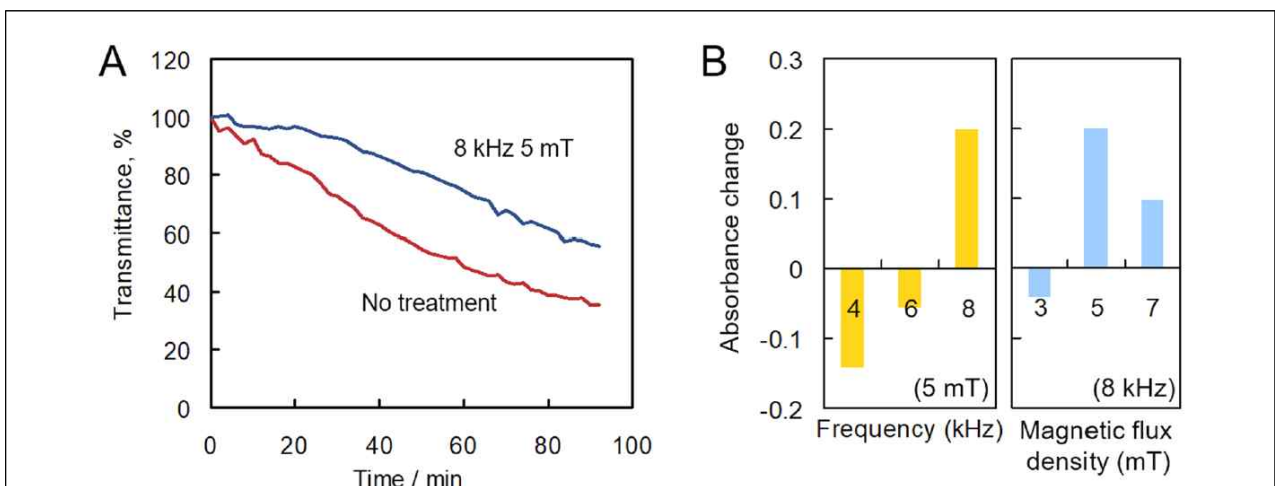 A
120
100
80
60
40
20
0
Transmittance, %
8 kHz 5 mT
No treatment
0 20 40 60 80 100
Time / min
B
0.3
0.2
0.1
0
-0.1
-0.2
Absorbance change
4 6 8
(5 mT)
Frequency (kHz)
3 5 7
(8 kHz)
Magnetic flux
density (mT)